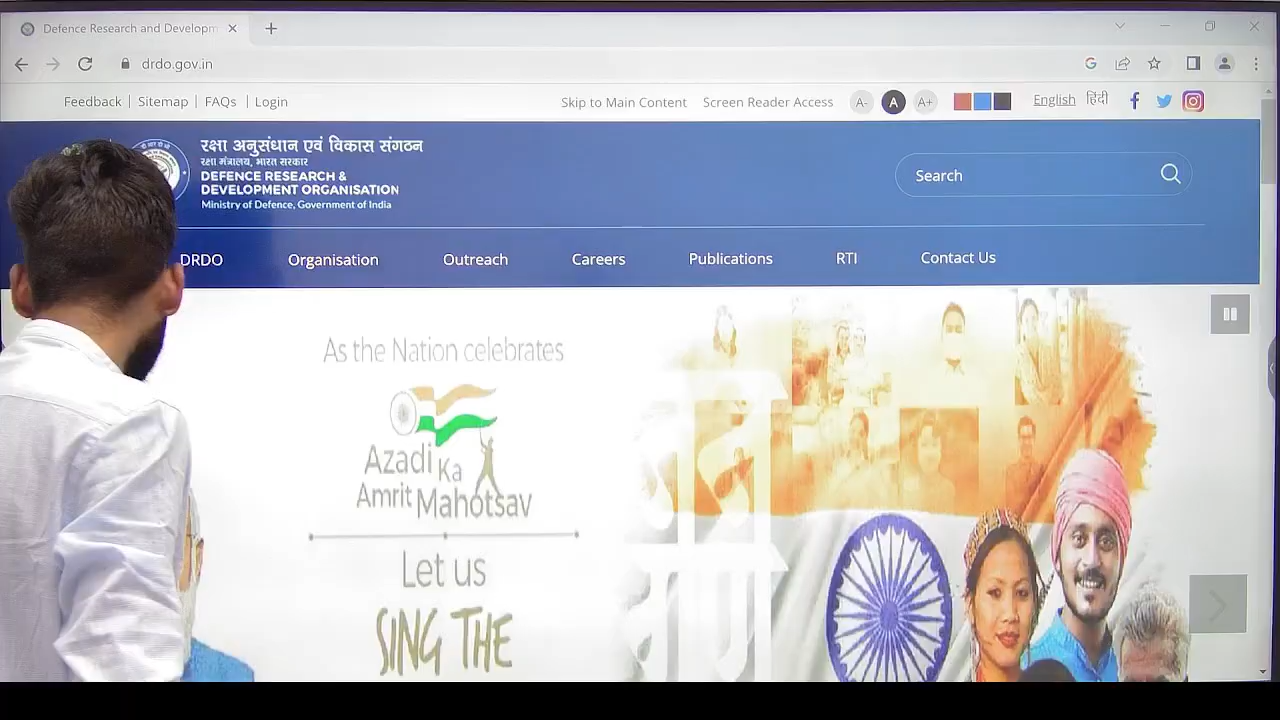 Defence Research and Developm
drdo.gov.in
Feedback | Sitemap | FAQs | Login
Skip to Main Content Screen Reader Access A- A A+ English हिंदी
रक्षा अनुसंधान एवं विकास संगठन
रक्षा मंत्रालय, भारत सरकार
DEFENCE RESEARCH &
DEVELOPMENT ORGANISATION
Ministry of Defence, Government of India
Search
DRDO Organisation Outreach Careers Publications RTI Contact Us
As the Nation celebrates
Azadi Ka
Amrit Mahotsav
Let us
SING THE